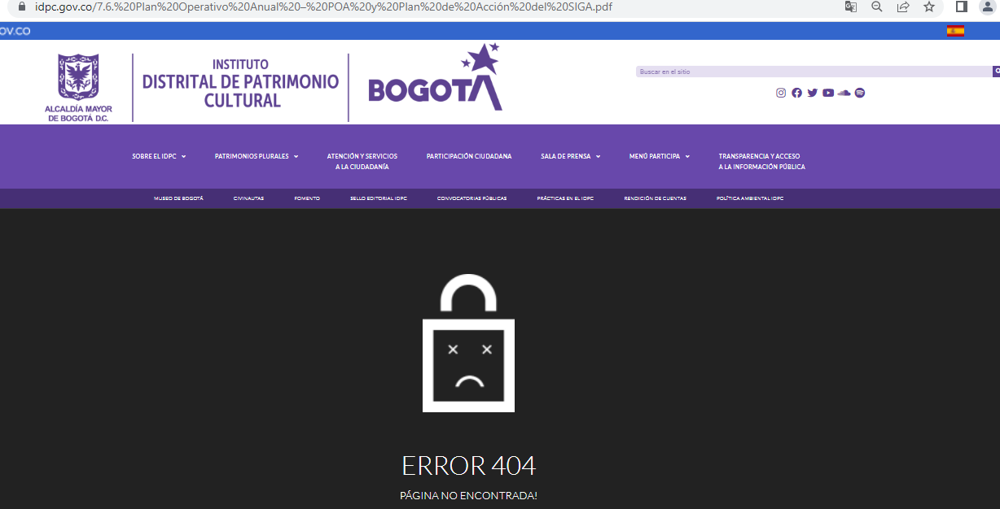 idpc.gov.co/7.6.%20Plan%20Operativo%20Anual%20–%20POA%20y%20Plan%20de%20Acción%20del%20SIGA.pdf
OV.CO
ALCALDÍA MAYOR
DE BOGOTÁ D.C.
INSTITUTO
DISTRITAL DE PATRIMONIO
CULTURAL
BOGOTÁ
Buscar en el sitio
SOBRE EL IDPC
PATRIMONIOS PLURALES
ATENCIÓN Y SERVICIOS
A LA CIUDADANÍA
PARTICIPACIÓN CIUDADANA
SALA DE PRENSA
MENÚ PARTICIPA
TRANSPARENCIA Y ACCESO
A LA INFORMACIÓN PÚBLICA
MUSEO DE BOGOTÁ
CIVINAUTAS
FOMENTO
SELLO EDITORIAL IDPC
CONVOCATORIAS PÚBLICAS
PRÁCTICAS EN EL IDPC
RENDICIÓN DE CUENTAS
POLÍTICA AMBIENTAL IDPC
ERROR 404
PÁGINA NO ENCONTRADA!